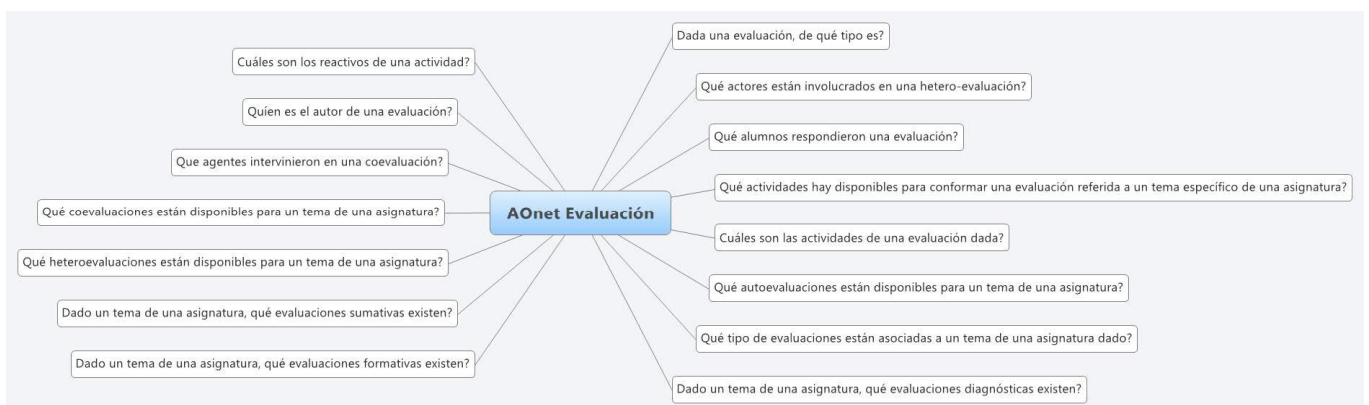 Dada una evaluación, de qué tipo es?
Cuáles son los reactivos de una actividad?
Qué actores están involucrados en una hetero-evaluación?
Quíen es el autor de una evaluación?
Qué alumnos respondieron una evaluación?
Que agentes intervinieron en una coevaluación?
Qué actividades hay disponibles para conformar una evaluación referida a un tema específico de una asignatura?
AOnet Evaluación
Qué coevaluaciones están disponibles para un tema de una asignatura?
Cuáles son las actividades de una evaluación dada?
Qué heteroevaluaciones están disponibles para un tema de una asignatura?
Qué autoevaluaciones están disponibles para un tema de una asignatura?
Dado un tema de una asignatura, qué evaluaciones sumativas existen?
Qué tipo de evaluaciones están asociadas a un tema de una asignatura dado?
Dado un tema de una asignatura, qué evaluaciones formativas existen?
Dado un tema de una asignatura, qué evaluaciones diagnósticas existen?